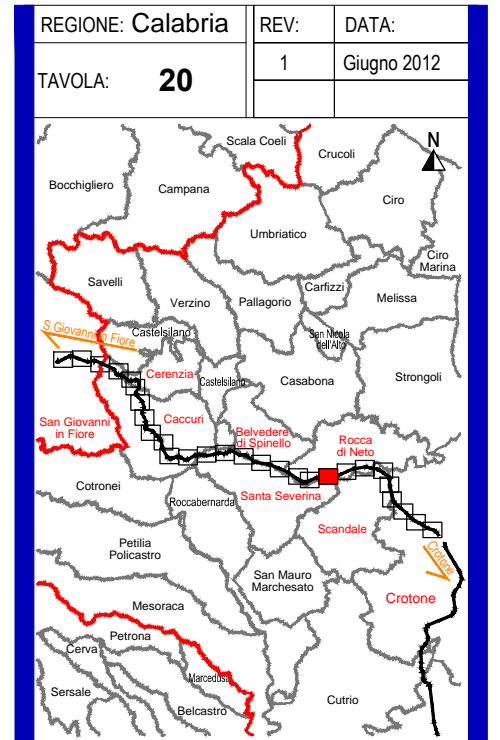 REGIONE: Calabria
REV:
DATA:
TAVOLA: 20
1
Giugno 2012
Scala Coeli
Crucoli
N
Bocchigliero
Campana
Ciro
Umbriatico
Ciro
Marina
Savelli
Carfizzi
Verzino
Pallagorio
Melissa
S.Giovanni in Fiore
Castelsilano
San Nicola
dell'Alto
Cerenzia
Castelsilano
Casabona
Strongoli
San Giovanni
in Fiore
Caccuri
Belvedere
di Spinello
Rocca
di Neto
Cotronei
Roccabernarda
Santa Severina
Scandale
Petilia
Policastro
Crotone
San Mauro
Marchesato
Mesoraca
Crotone
Petrona
Cerva
Marcedusa
Sersale
Belcastro
Cutrio